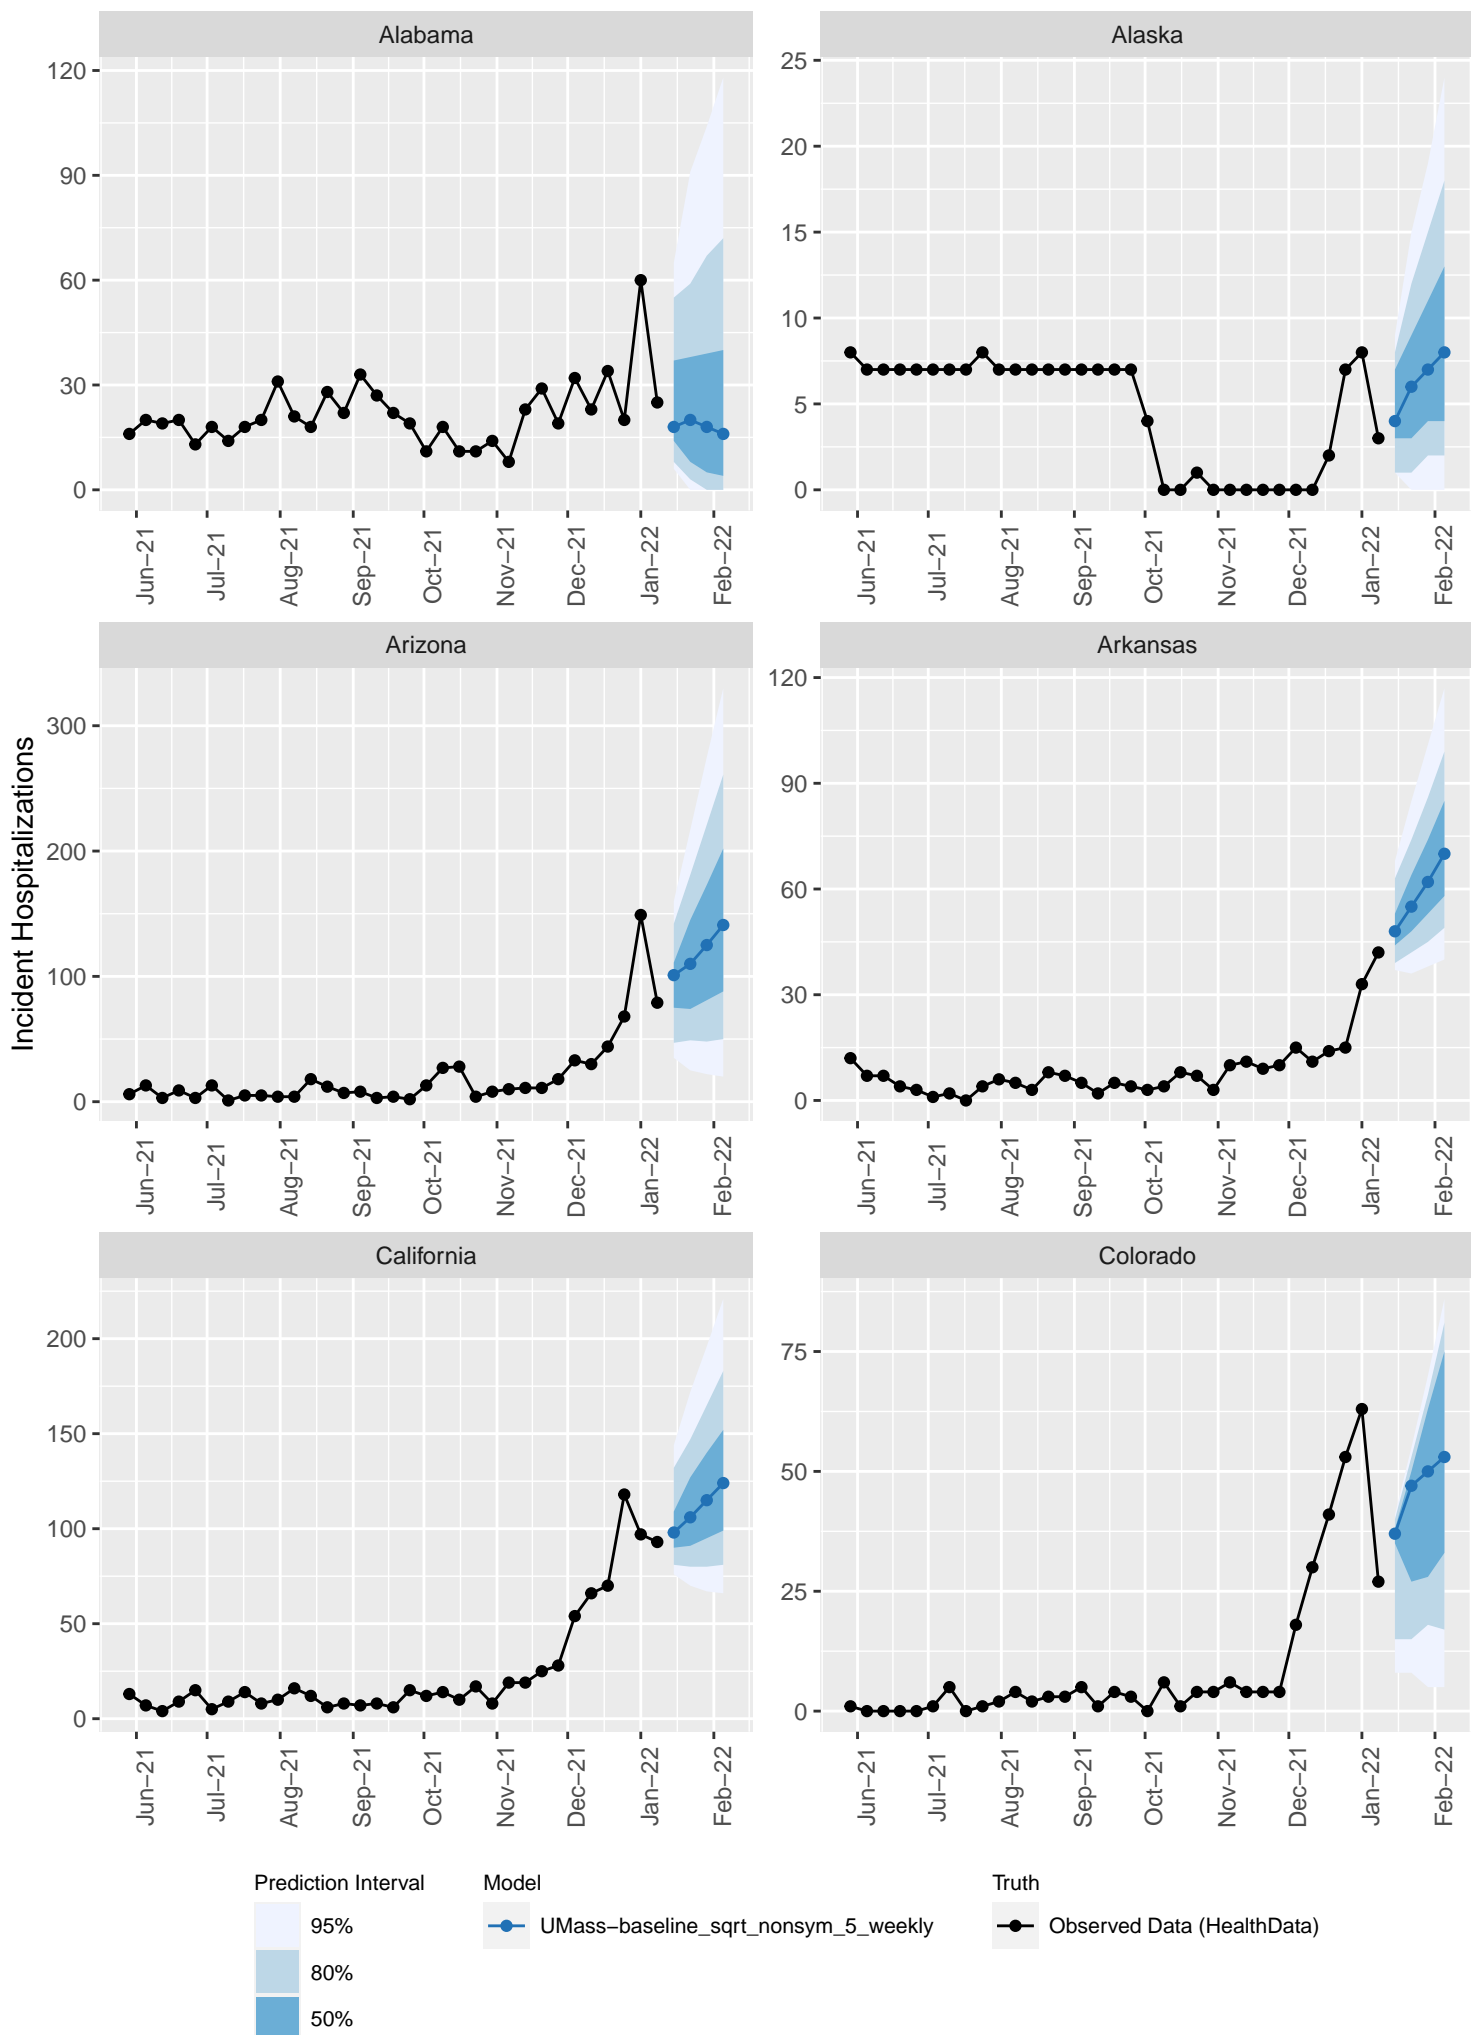 Alabama
Alaska
120
90
60
30
0
25
20
15
10
5
0
Jun−21
Jul−21
Aug−21
Sep−21
Oct−21
Nov−21
Dec−21
Jan−22
Feb−22
Jun−21
Jul−21
Aug−21
Sep−21
Oct−21
Nov−21
Dec−21
Jan−22
Feb−22
Incident Hospitalizations
Arizona
Arkansas
300
200
100
0
120
90
60
30
0
Jun−21
Jul−21
Aug−21
Sep−21
Oct−21
Nov−21
Dec−21
Jan−22
Feb−22
Jun−21
Jul−21
Aug−21
Sep−21
Oct−21
Nov−21
Dec−21
Jan−22
Feb−22
California
Colorado
200
150
100
50
0
75
50
25
0
Jun−21
Jul−21
Aug−21
Sep−21
Oct−21
Nov−21
Dec−21
Jan−22
Feb−22
Jun−21
Jul−21
Aug−21
Sep−21
Oct−21
Nov−21
Dec−21
Jan−22
Feb−22
Prediction Interval
95%
80%
50%
Model
UMass−baseline_sqrt_nonsym_5_weekly
Truth
Observed Data (HealthData)